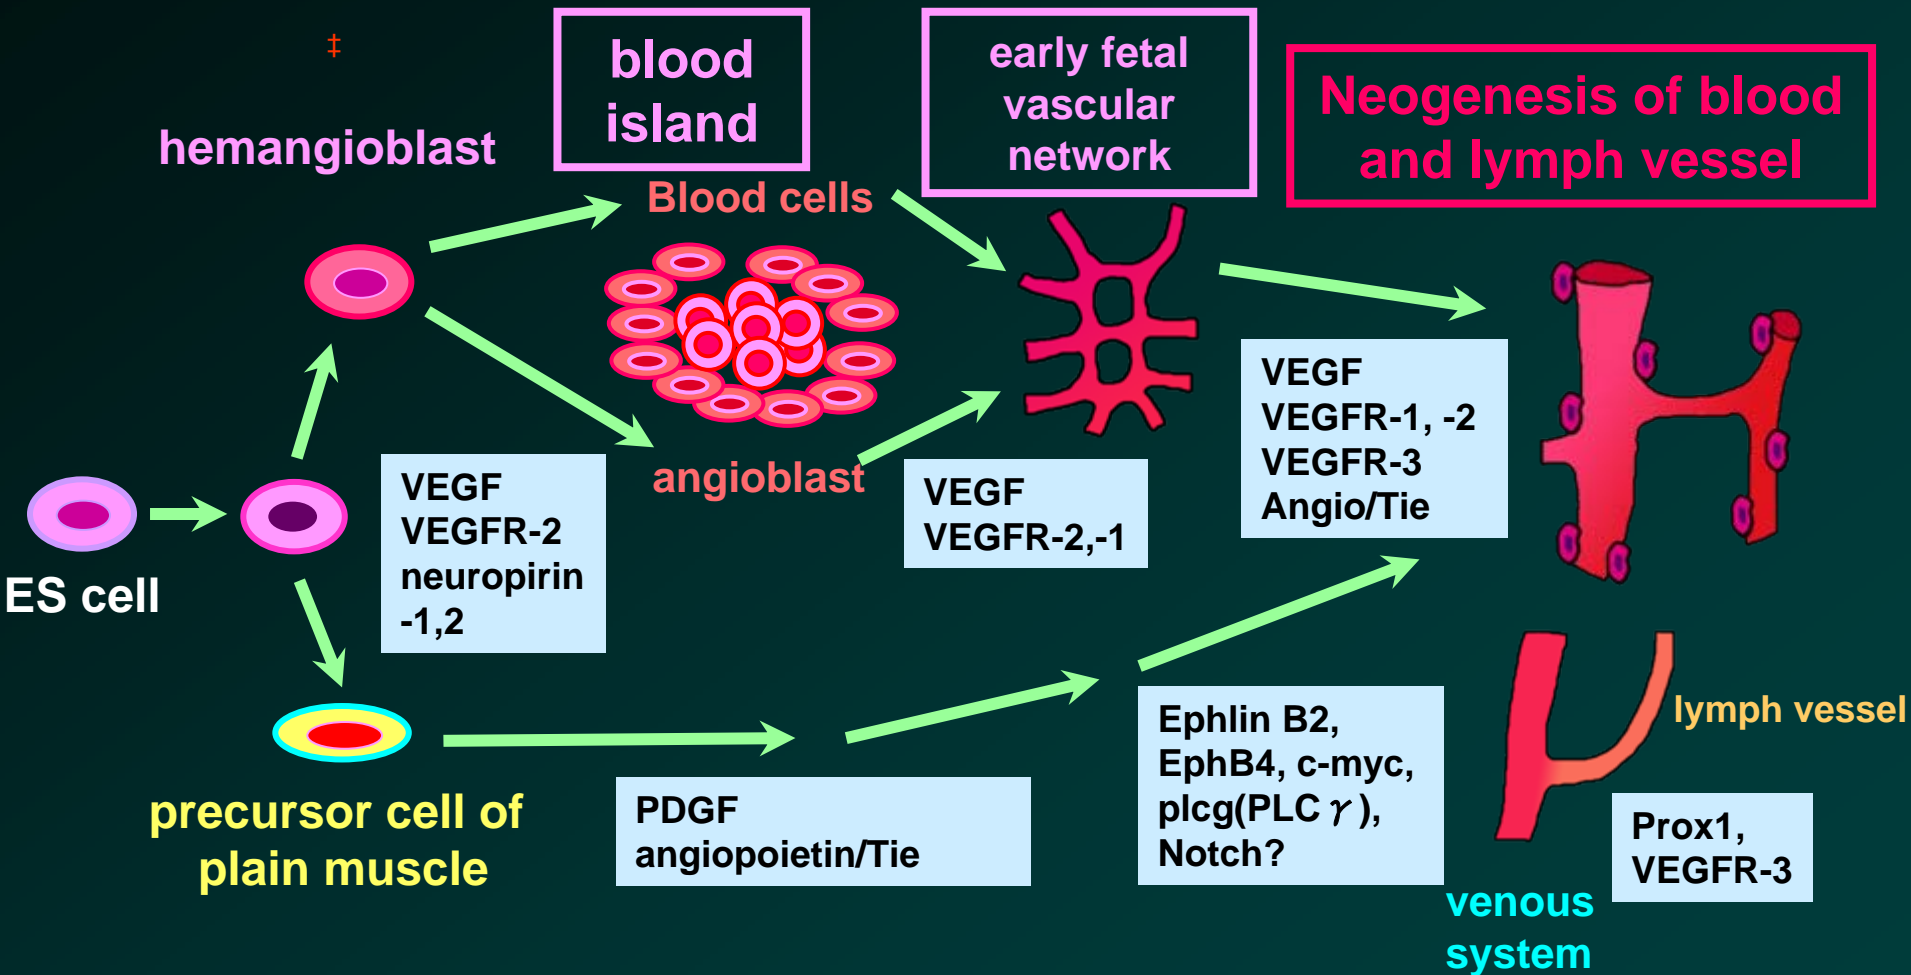 ‡
hemangioblast
blood
island
early fetal
vascular
network
Neogenesis of blood
and lymph vessel
Blood cells
angioblast
ES cell
VEGF
VEGFR-2
neuropirin
-1,2
VEGF
VEGFR-2,-1
VEGF
VEGFR-1, -2
VEGFR-3
Angio/Tie
precursor cell of
plain muscle
PDGF
angiopoietin/Tie
Ephlin B2,
EphB4, c-myc,
plcg(PLCγ),
Notch?
lymph vessel
Prox1,
VEGFR-3
venous
system